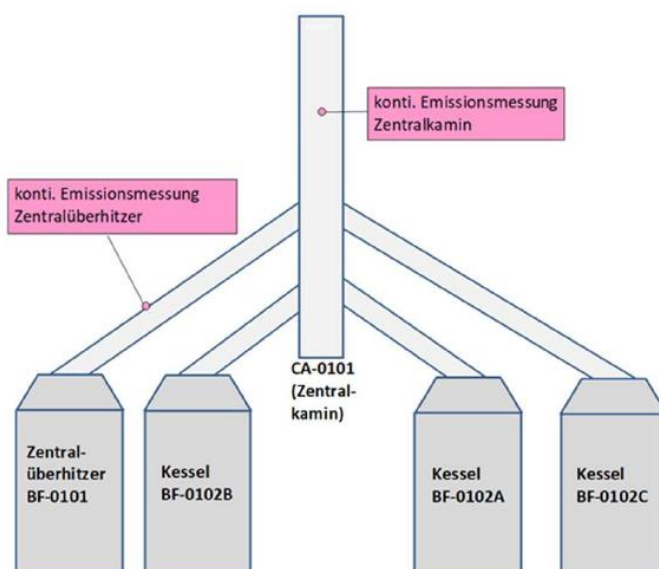 konti. Emissionsmessung
Zentralkamin
konti. Emissionsmessung
Zentralüberhitzer
CA-0101
(Zentral-
kamin)
Zentral-
überhitzer
BF-0101
Kessel
BF-0102B
Kessel
BF-0102A
Kessel
BF-0102C